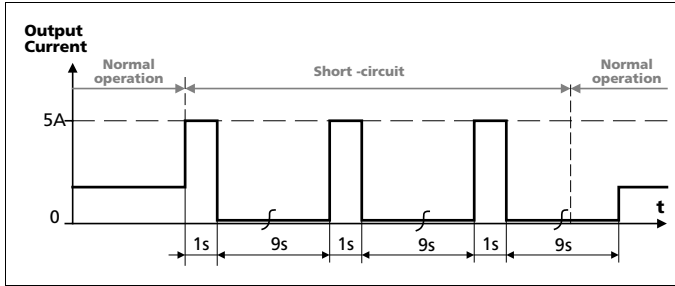 Output
Current
Normal
operation
Short -circuit
Normal
operation
5A
0
t
1s
9s
1s
9s
1s
9s